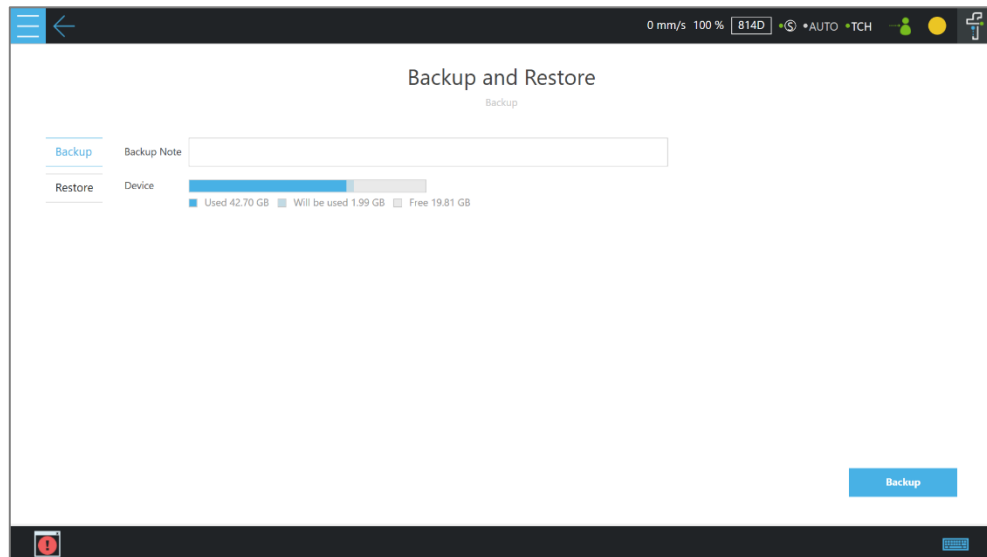 0 mm/s 100 % 814D S AUTO TCH
Backup and Restore
Backup
Backup Backup Note
Restore Device
Used 42.70 GB Will be used 1.99 GB Free 19.81 GB
Backup